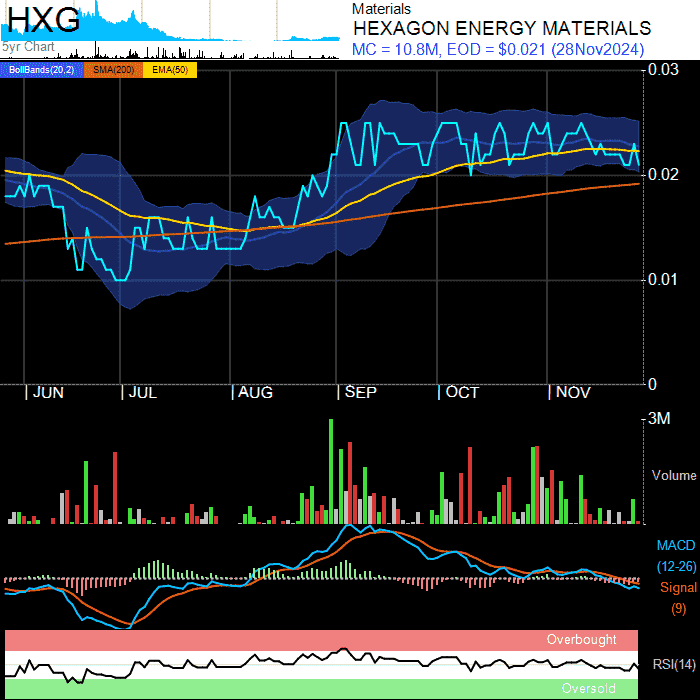 HXG
5yr Chart
Materials
HEXAGON ENERGY MATERIALS
MC = 10.8M, EOD = $0.021 (28Nov2024)
BollBands(20,2) SMA(200) EMA(50)
0.03
0.02
0.01
0
JUN JUL AUG SEP OCT NOV
3M
Volume
MACD
(12-26)
Signal
(9)
Overbought
RSI(14)
Oversold